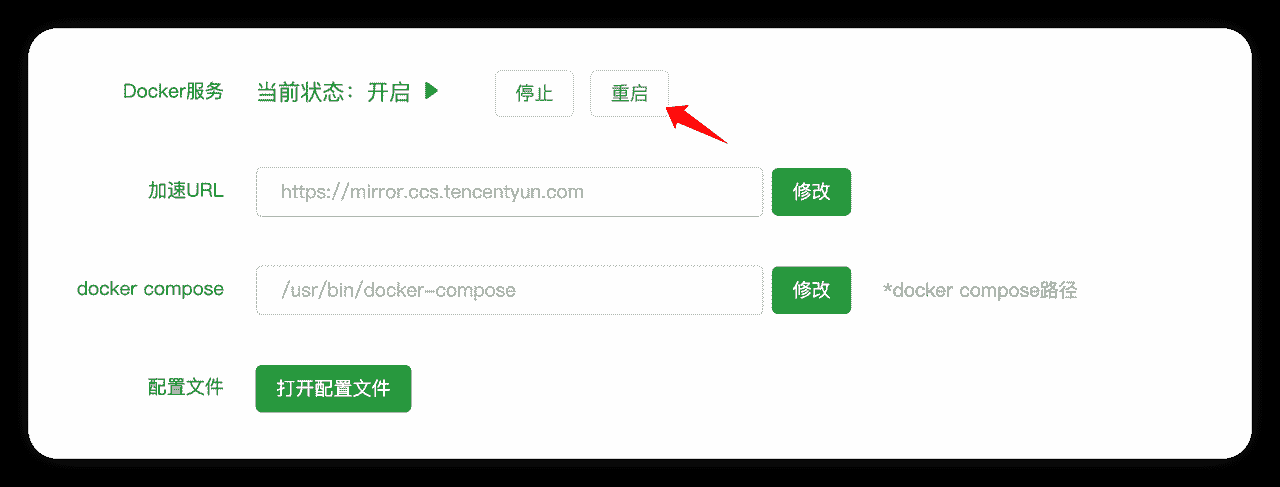 Docker服务 当前状态：开启 停止 重启
加速URL https://mirror.ccs.tencentyun.com 修改
docker compose /usr/bin/docker-compose 修改 *docker compose路径
配置文件 打开配置文件